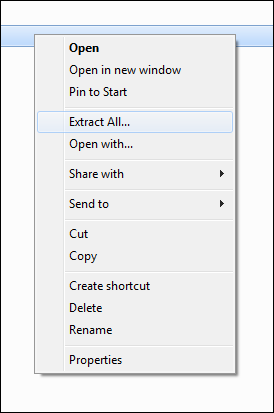 Open
Open in new window
Pin to Start
Extract All...
Open with...
Share with
Send to
Cut
Copy
Create shortcut
Delete
Rename
Properties